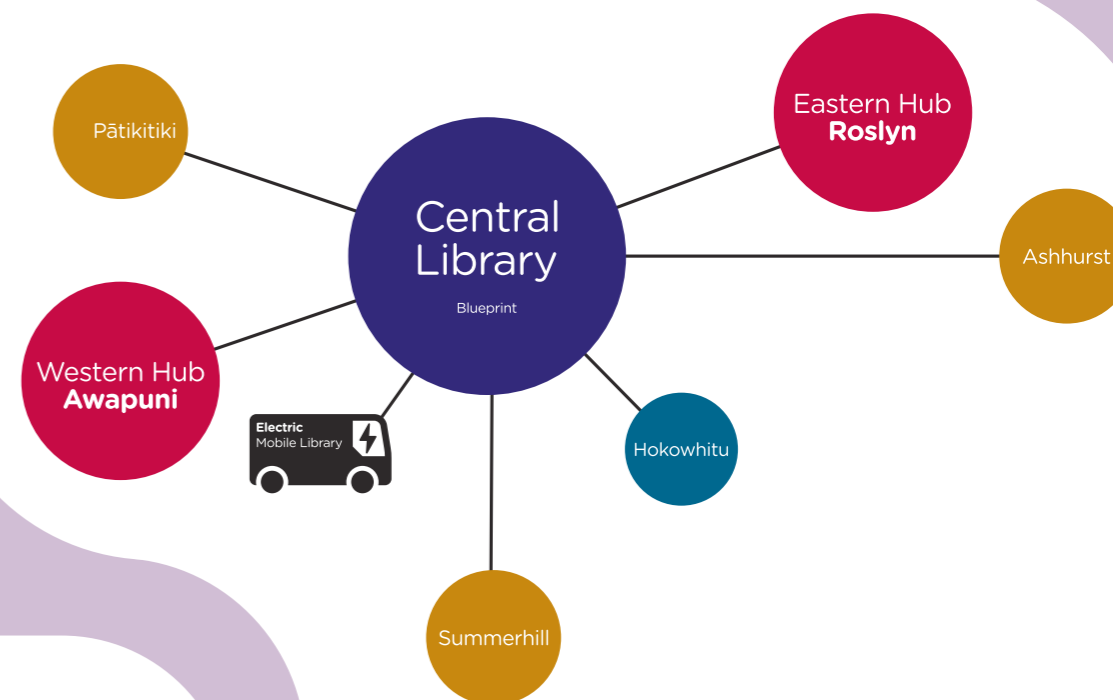 Pātikitiki
Central
Library
Blueprint
Eastern Hub
Roslyn
Ashhurst
Western Hub
Awapuni
Electric
Mobile Library
Hokowhitu
Summerhill